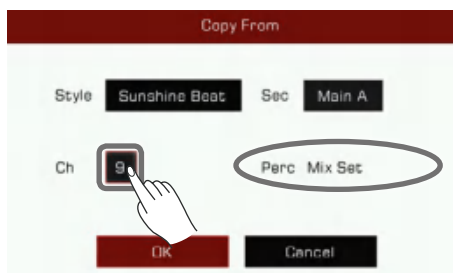 Copy From
Style Sunshine Beat Sec Main A
Ch 9 Perc Mix Set
OK Cancel